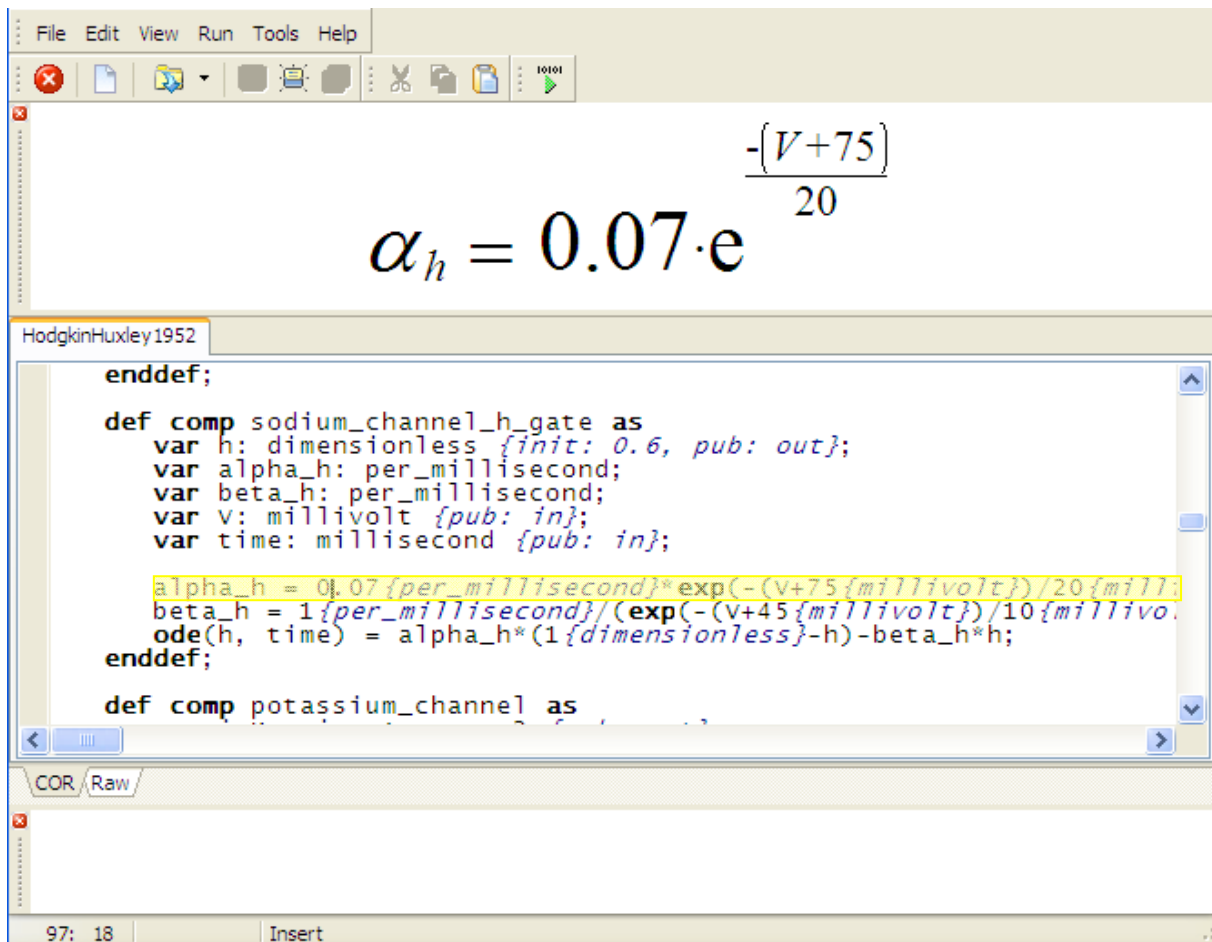 File Edit View Run Tools Help
10101
-(V+75)
20
α_h = 0.07·e
HodgkinHuxley1952
enddef;
def comp sodium_channel_h_gate as
var h: dimensionless {init: 0.6, pub: out};
var alpha_h: per_millisecond;
var beta_h: per_millisecond;
var V: millivolt {pub: in};
var time: millisecond {pub: in};
alpha_h = 0.07{per_millisecond}*exp(-(V+75{millivolt})/20{milli
beta_h = 1{per_millisecond}/(exp(-(V+45{millivolt})/10{millivo
ode(h, time) = alpha_h*(1{dimensionless}-h)-beta_h*h;
enddef;
def comp potassium_channel as
COR Raw
97: 18 Insert